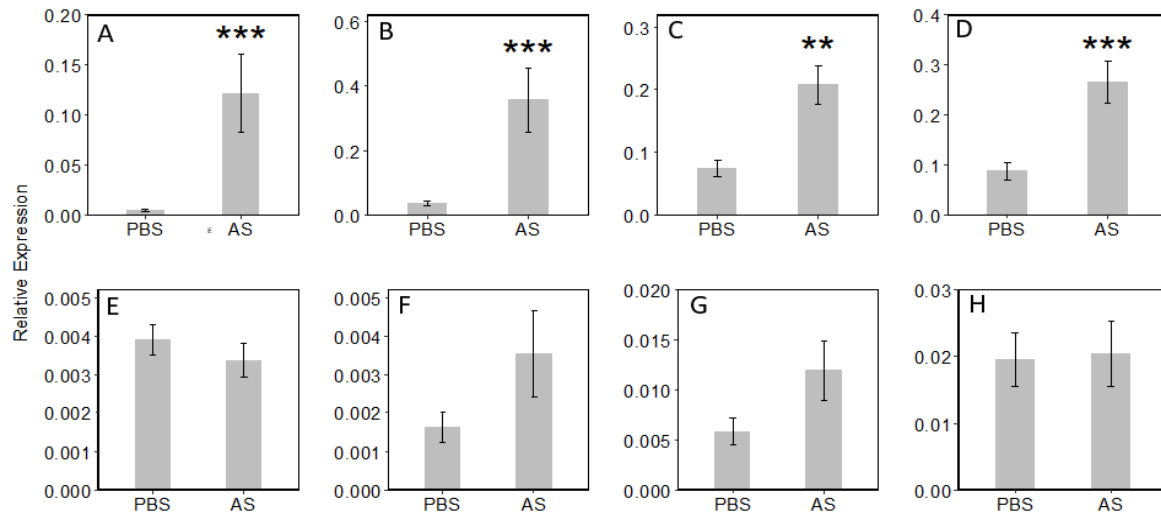 Relative Expression
A
***
0.20
0.15
0.10
0.05
0.00
PBS
E
AS
B
***
0.6
0.4
0.2
0.0
PBS
AS
C
**
0.3
0.2
0.1
0.0
PBS
AS
D
***
0.4
0.3
0.2
0.1
0.0
PBS
AS
E
0.005
0.004
0.003
0.002
0.001
0.000
PBS
AS
F
0.005
0.004
0.003
0.002
0.001
0.000
PBS
AS
G
0.020
0.015
0.010
0.005
0.000
PBS
AS
H
0.03
0.02
0.01
0.00
PBS
AS